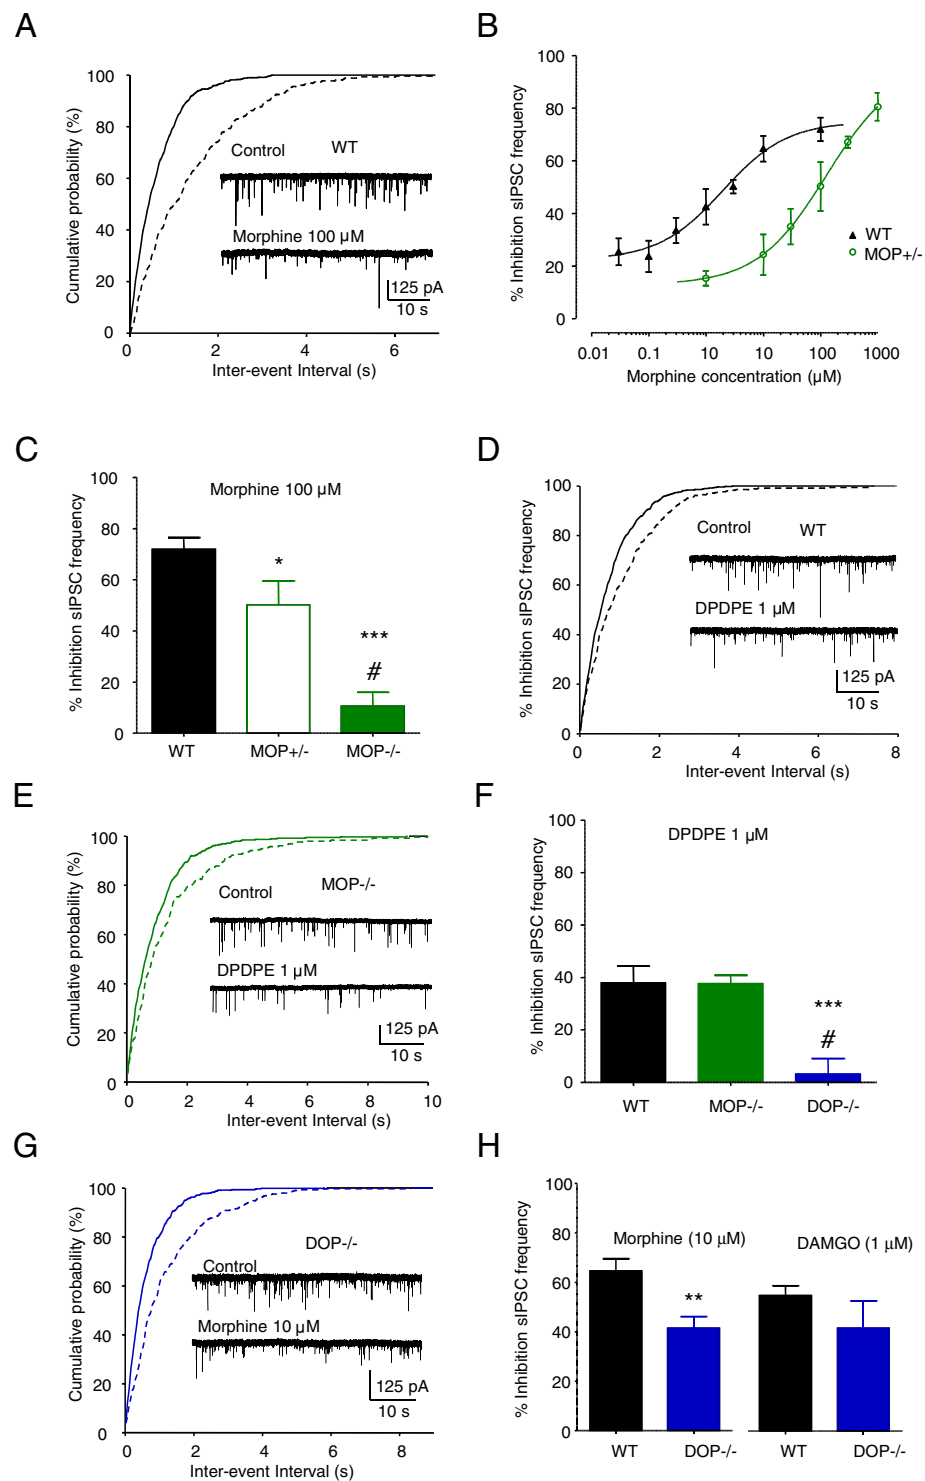 A
Cumulative probability (%)
100
80
60
40
20
0
0 2 4 6
Inter-event Interval (s)
Control WT
Morphine 100 µM
125 pA
10 s
B
% Inhibition sIPSC frequency
100
80
60
40
20
0
0.01 0.1 10 10 100 1000
Morphine concentration (µM)
WT
MOP+/-
C
% Inhibition sIPSC frequency
100
80
60
40
20
0
Morphine 100 µM
*
***
#
WT MOP+/- MOP-/-
D
% Inhibition sIPSC frequency
100
80
60
40
20
0
0 2 4 6 8
Inter-event Interval (s)
Control WT
DPDPE 1 µM
125 pA
10 s
E
Cumulative probability (%)
100
80
60
40
20
0
0 2 4 6 8 10
Inter-event Interval (s)
Control MOP-/-
DPDPE 1 µM
125 pA
10 s
F
% Inhibition sIPSC frequency
100
80
60
40
20
0
DPDPE 1 µM
***
#
WT MOP-/- DOP-/-
G
Cumulative probability (%)
100
80
60
40
20
0
0 2 4 6 8
Inter-event Interval (s)
DOP-/-
Control
Morphine 10 µM
125 pA
10 s
H
% Inhibition sIPSC frequency
100
80
60
40
20
0
Morphine (10 µM)
DAMGO (1 µM)
**
WT DOP-/- WT DOP-/-